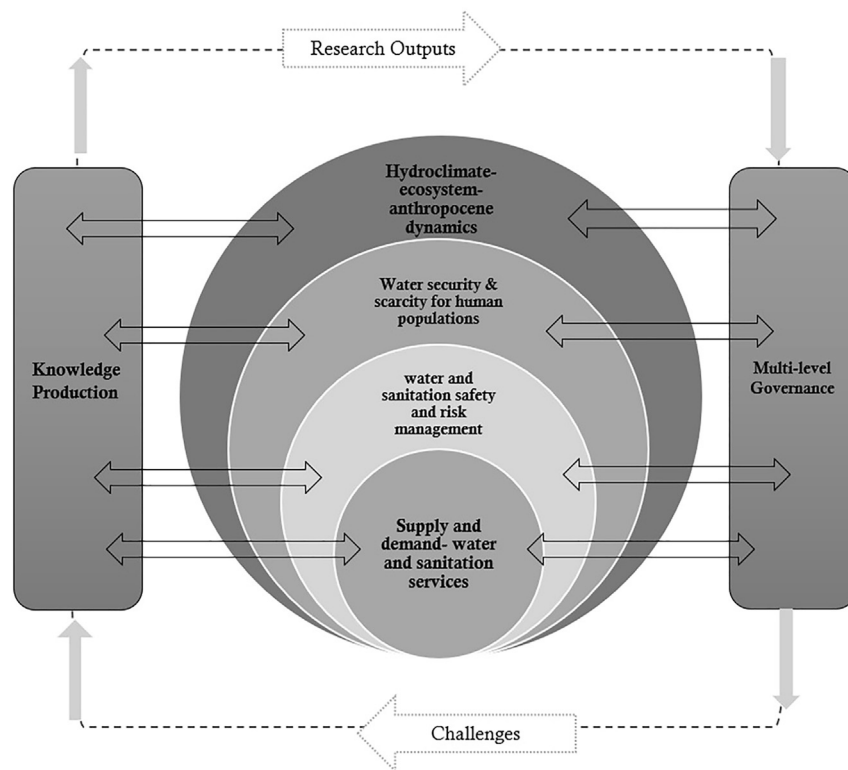 Research Outputs
Hydroclimate-
ecosystem-
anthropocene
dynamics
Water security &
scarcity for human
populations
Knowledge
Production
water and
sanitation safety
and risk
management
Multi-level
Governance
Supply and
demand- water
and sanitation
services
Challenges